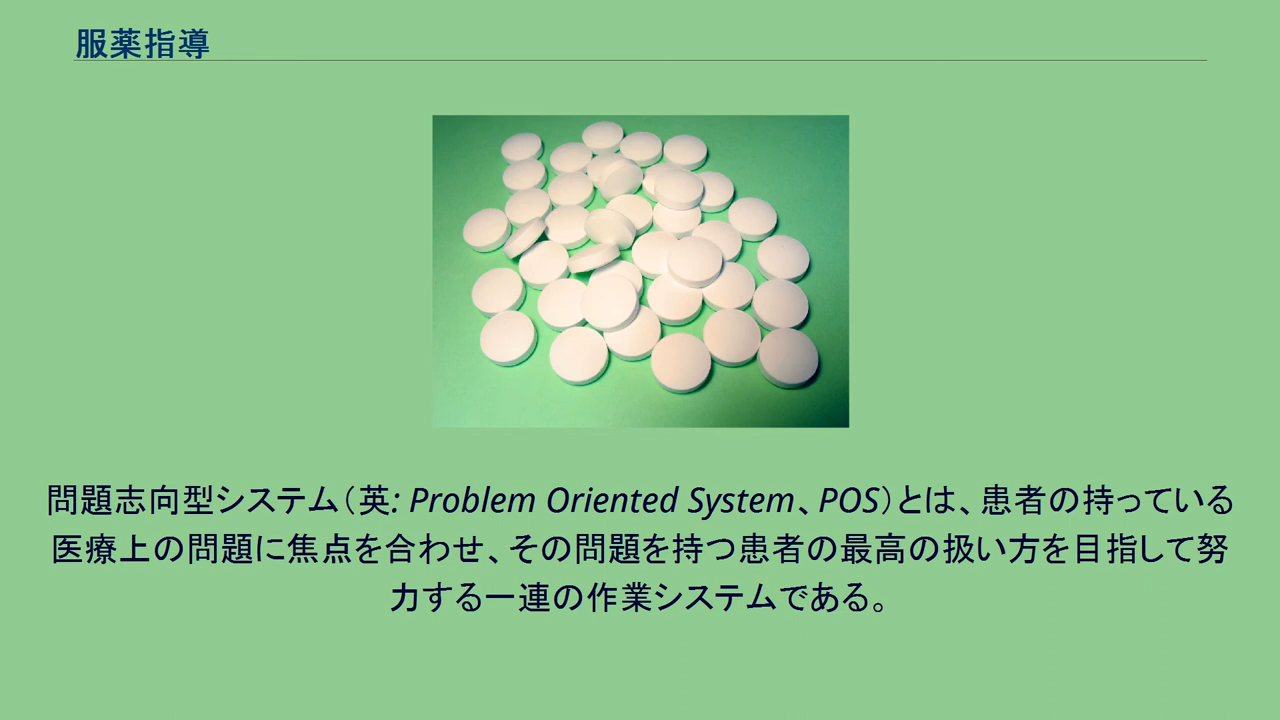 服薬指導
問題志向型システム（英: Problem Oriented System、POS）とは、患者の持っている
医療上の問題に焦点を合わせ、その問題を持つ患者の最高の扱い方を目指して努
力する一連の作業システムである。